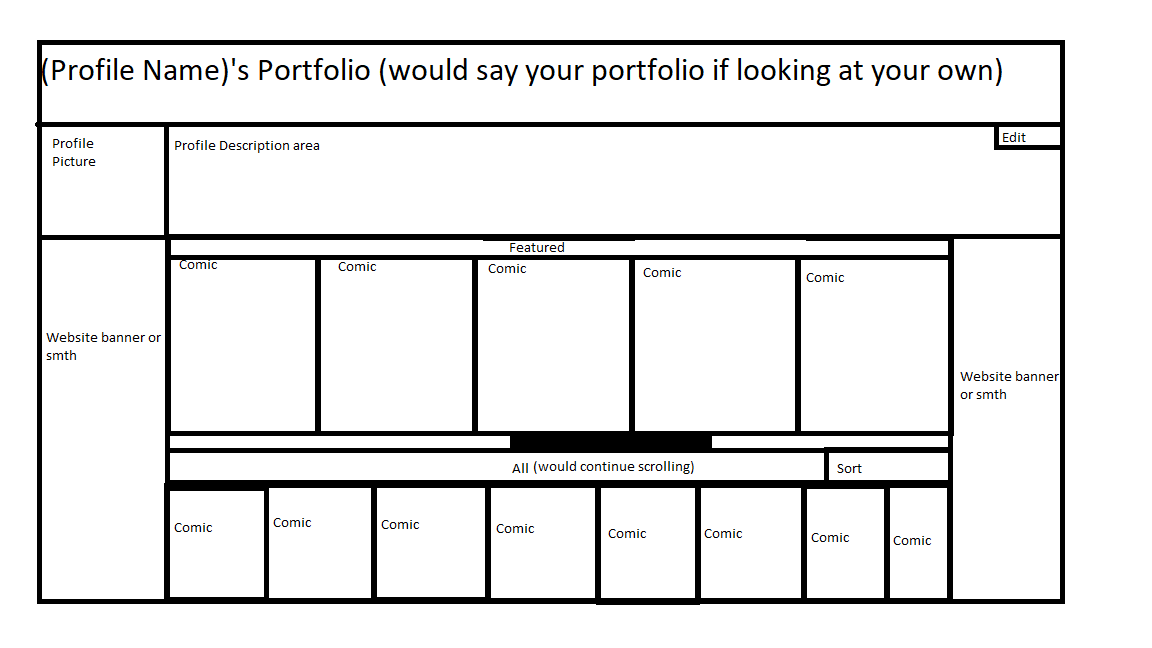 (Profile Name)'s Portfolio (would say your portfolio if looking at your own)
Profile
Picture
Profile Description area
Edit
Featured
Comic
Comic
Comic
Comic
Comic
Website banner or
smth
Website banner
or smth
All (would continue scrolling)
Sort
Comic
Comic
Comic
Comic
Comic
Comic
Comic
Comic